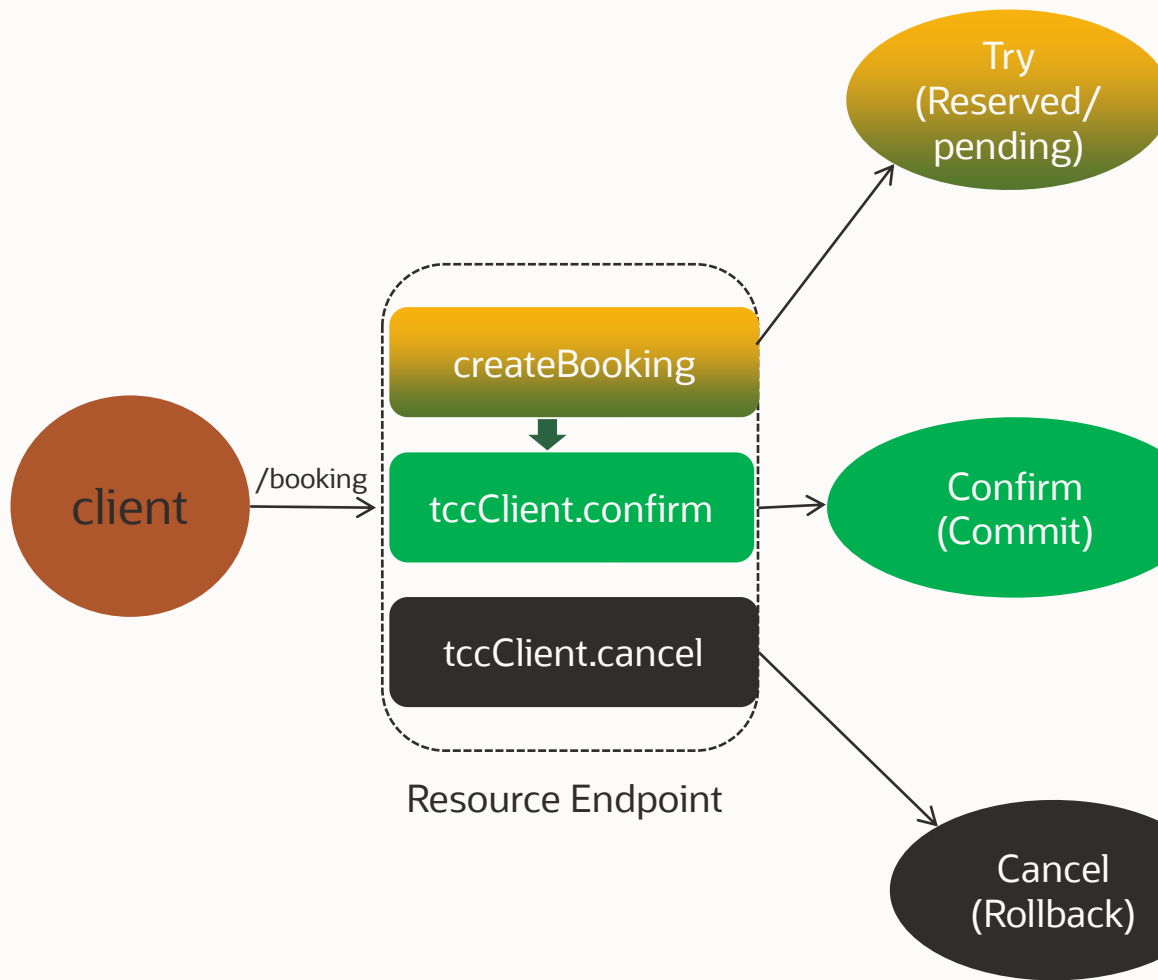 Try
(Reserved/
pending)
createBooking
/booking
client
tccClient.confirm
Confirm
(Commit)
tccClient.cancel
Resource Endpoint
Cancel
(Rollback)